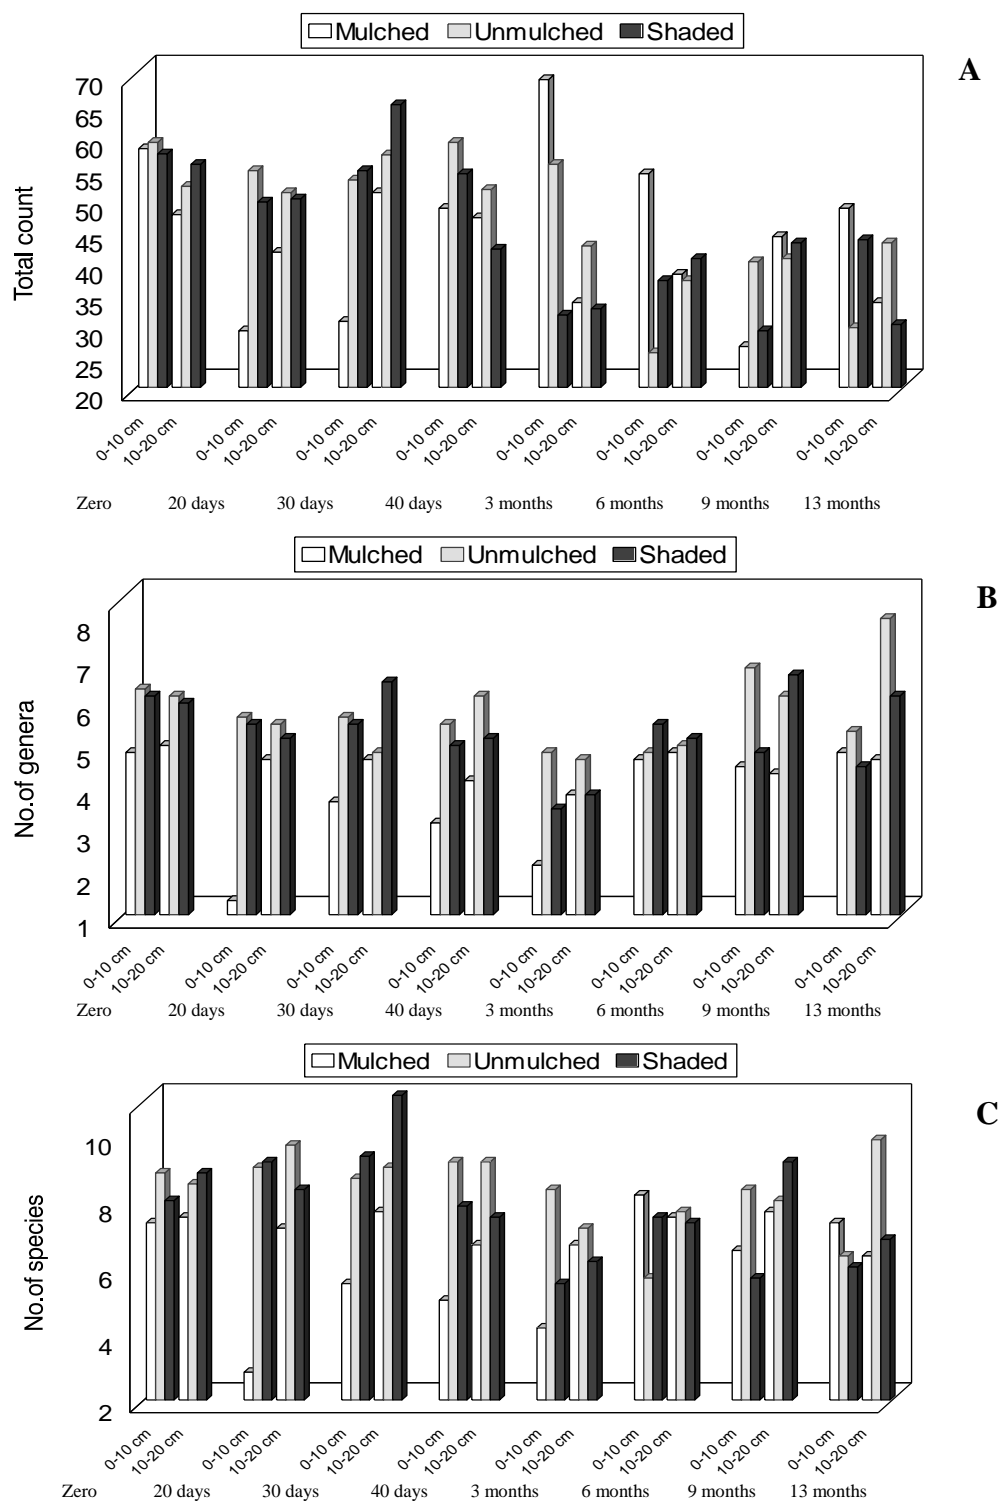 Mulched Unmulched Shaded
A
70
65
60
55
50
45
40
35
30
25
20
Total count
0-10 cm 10-20 cm 0-10 cm 10-20 cm 0-10 cm 10-20 cm 0-10 cm 10-20 cm 0-10 cm 10-20 cm 0-10 cm 10-20 cm 0-10 cm 10-20 cm 0-10 cm 10-20 cm
Zero 20 days 30 days 40 days 3 months 6 months 9 months 13 months
Mulched Unmulched Shaded
B
8
7
6
5
4
3
2
1
No.of genera
0-10 cm 10-20 cm 0-10 cm 10-20 cm 0-10 cm 10-20 cm 0-10 cm 10-20 cm 0-10 cm 10-20 cm 0-10 cm 10-20 cm 0-10 cm 10-20 cm 0-10 cm 10-20 cm
Zero 20 days 30 days 40 days 3 months 6 months 9 months 13 months
Mulched Unmulched Shaded
C
10
8
6
4
2
No.of species
0-10 cm 10-20 cm 0-10 cm 10-20 cm 0-10 cm 10-20 cm 0-10 cm 10-20 cm 0-10 cm 10-20 cm 0-10 cm 10-20 cm 0-10 cm 10-20 cm 0-10 cm 10-20 cm
Zero 20 days 30 days 40 days 3 months 6 months 9 months 13 months